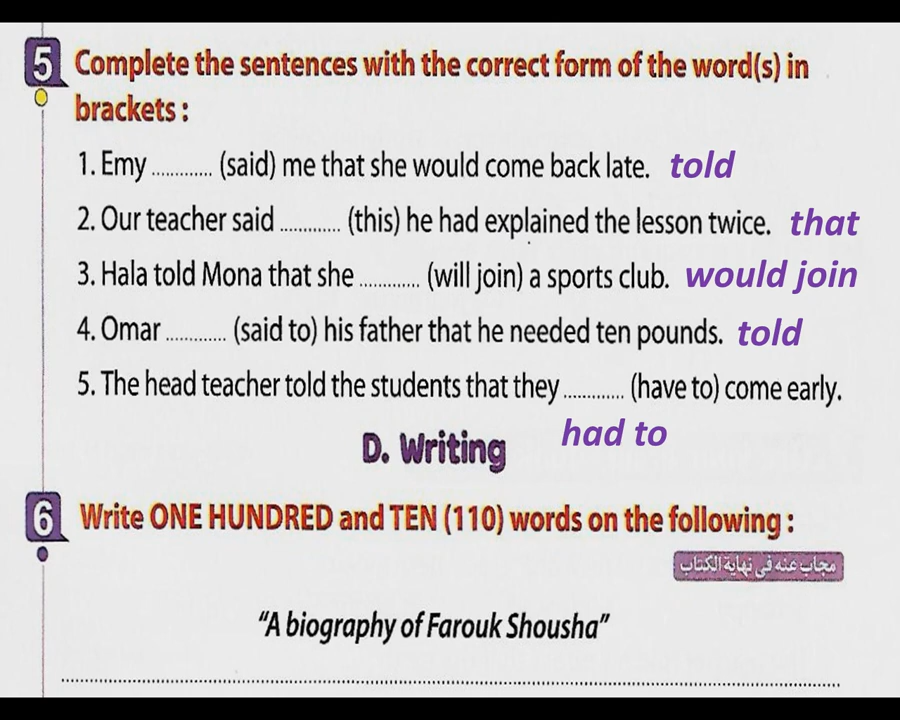 5 Complete the sentences with the correct form of the word(s) in
brackets :
1. Emy ............. (said) me that she would come back late. told
2. Our teacher said ............. (this) he had explained the lesson twice. that
3. Hala told Mona that she ............. (will join) a sports club. would join
4. Omar ............. (said to) his father that he needed ten pounds. told
5. The head teacher told the students that they ............. (have to) come early.
had to
D. Writing
6 Write ONE HUNDRED and TEN (110) words on the following :
مجاب عنه فى نهاية الكتاب
“A biography of Farouk Shousha”